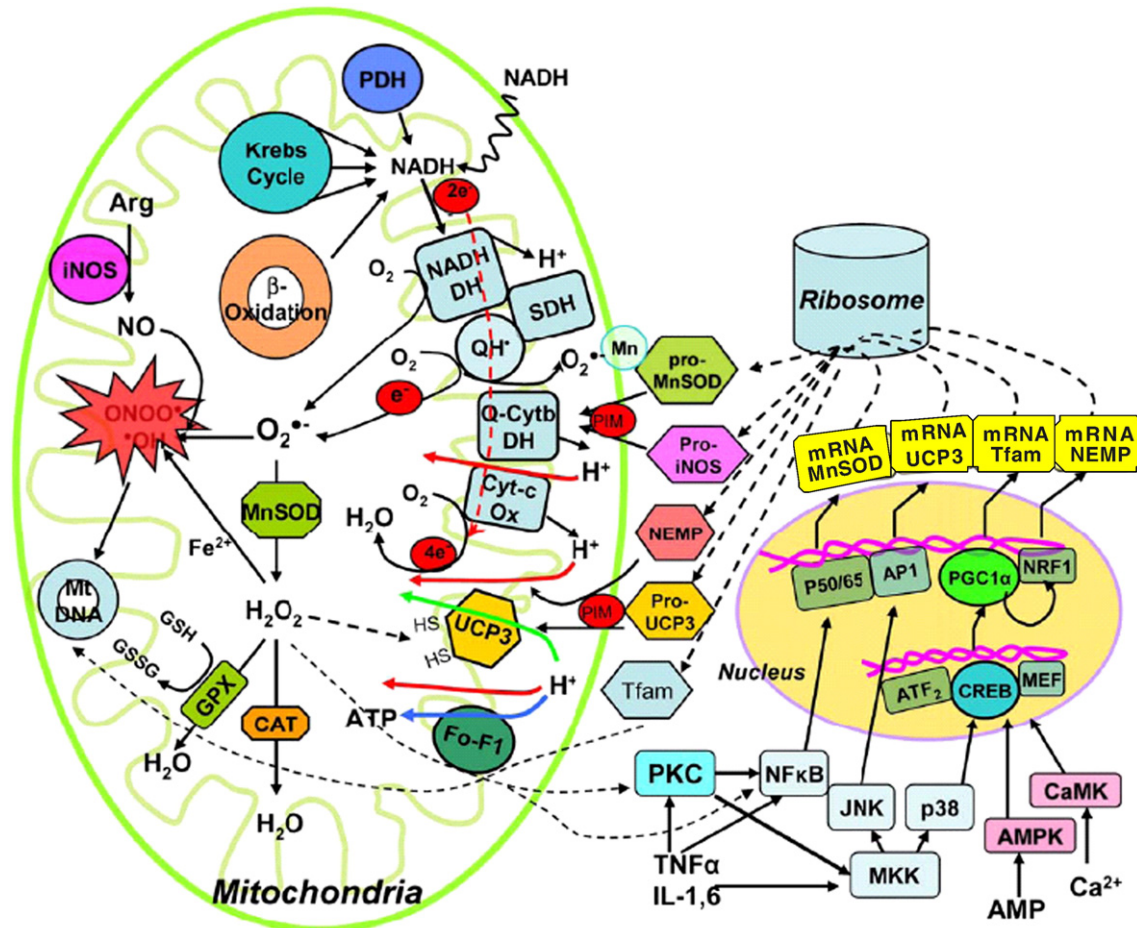 PDH
NADH
Krebs
Cycle
NADH
2e-
Arg
iNOS
β-
Oxidation
O₂
NADH
DH
H⁺
SDH
Ribosome
NO
QH•
O₂
O₂•-
Mn
pro-
MnSOD
ONOO•
•OH
e-
O₂•-
Q-Cytb
DH
PIM
Pro-
iNOS
H⁺
mRNA
MnSOD
mRNA
UCP3
mRNA
Tfam
mRNA
NEMP
MnSOD
O₂
Cyt-c
Ox
H₂O
4e-
H⁺
NEMP
Fe²⁺
P50/65
AP1
PGC1α
NRF1
Mt
DNA
H₂O₂
HS
UCP3
HS
PIM
Pro-
UCP3
GSH
GSSG
GPX
Nucleus
ATF₂
CREB
MEF
H⁺
Tfam
CAT
ATP
Fo-F1
H₂O
PKC
NFκB
JNK
p38
CaMK
AMPK
H₂O
TNFα
IL-1,6
MKK
Ca²⁺
AMP
Mitochondria